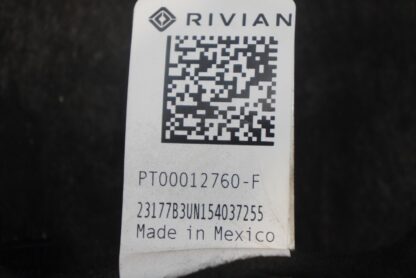 RIVIAN
PT00012760-F
23177B3UN154037255
Made in Mexico